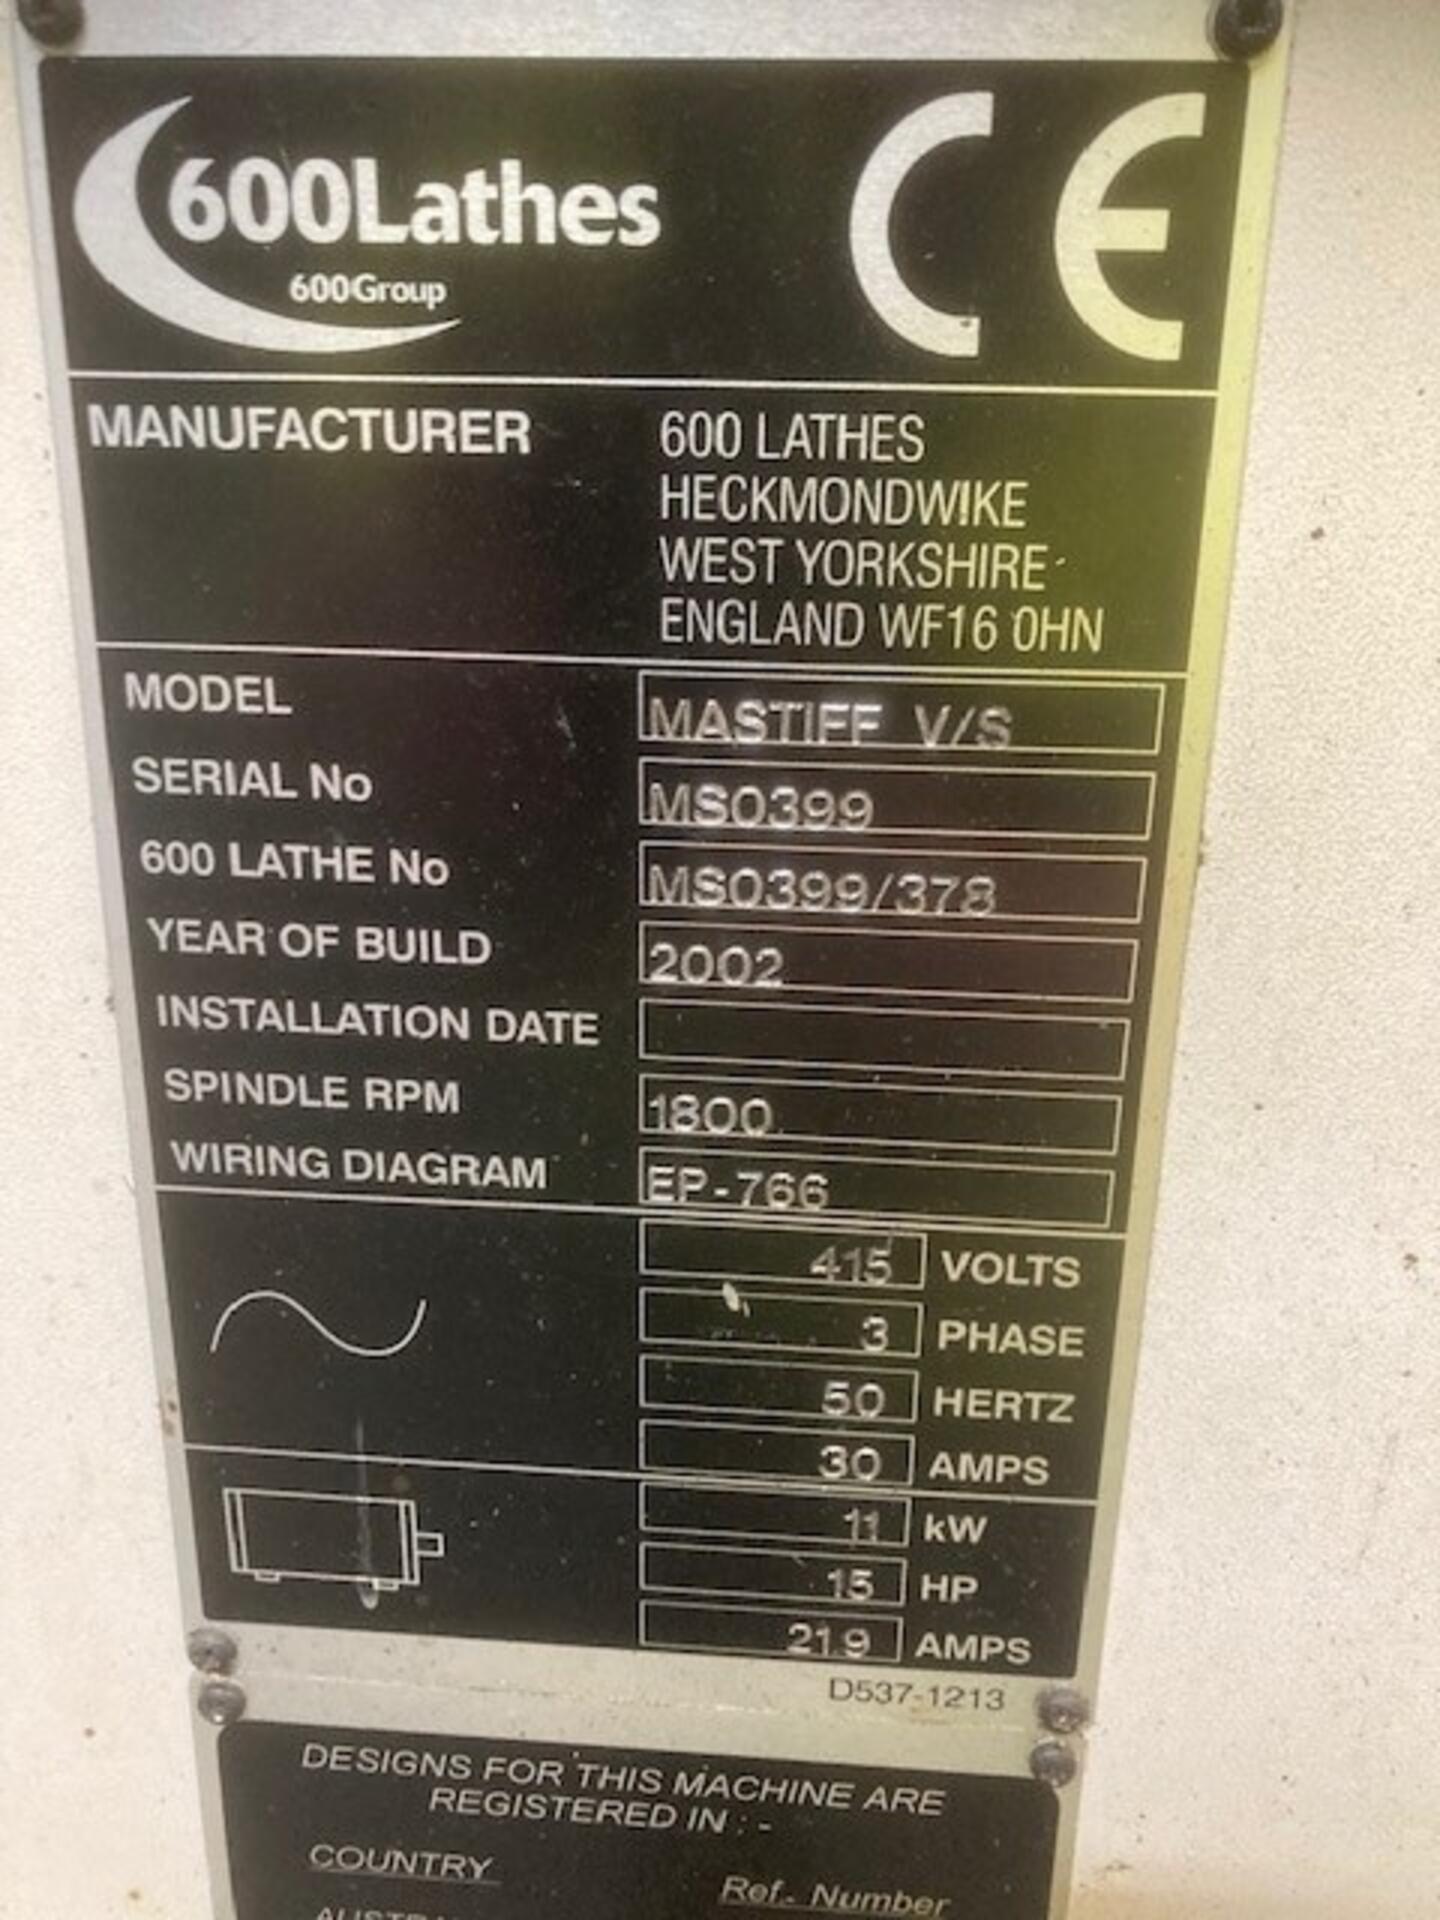 600Lathes
600Group
CE
MANUFACTURER 600 LATHES
HECKMONDWIKE
WEST YORKSHIRE
ENGLAND WF16 0HN
MODEL MASTIFF V/S
SERIAL No MS0399
600 LATHE No MS0399/378
YEAR OF BUILD 2002
INSTALLATION DATE
SPINDLE RPM 1800
WIRING DIAGRAM EP-766
415 VOLTS
3 PHASE
50 HERTZ
30 AMPS
11 kW
15 HP
21.9 AMPS
D537-1213
DESIGNS FOR THIS MACHINE ARE
REGISTERED IN : -
COUNTRY Ref. Number